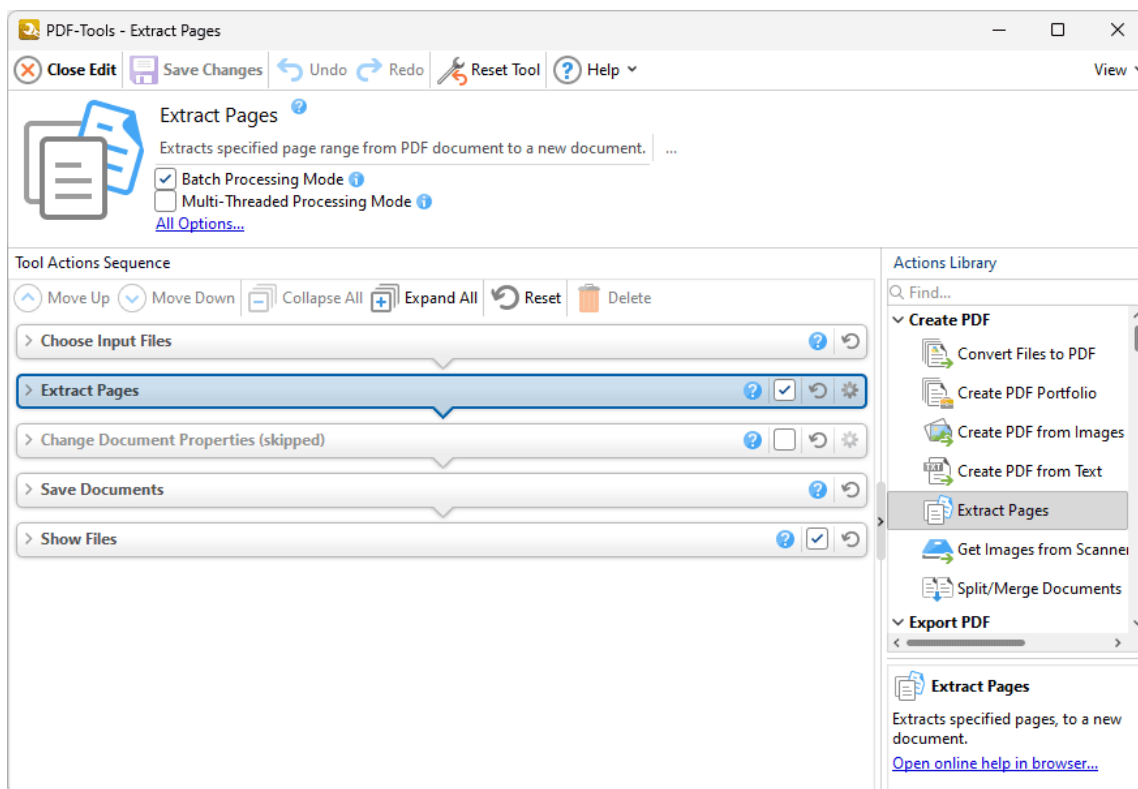 PDF-Tools - Extract Pages
Close Edit Save Changes Undo Redo Reset Tool ? Help View
Extract Pages ?
Extracts specified page range from PDF document to a new document. ...
Batch Processing Mode i
Multi-Threaded Processing Mode i
All Options...
Tool Actions Sequence
Move Up Move Down Collapse All Expand All Reset Delete
Choose Input Files ?
Extract Pages ?
Change Document Properties (skipped) ?
Save Documents ?
Show Files ?
Actions Library
Find...
Create PDF
Convert Files to PDF
Create PDF Portfolio
Create PDF from Images
TXT Create PDF from Text
Extract Pages
Get Images from Scanner
Split/Merge Documents
Export PDF
Extract Pages
Extracts specified pages, to a new
document.
Open online help in browser...